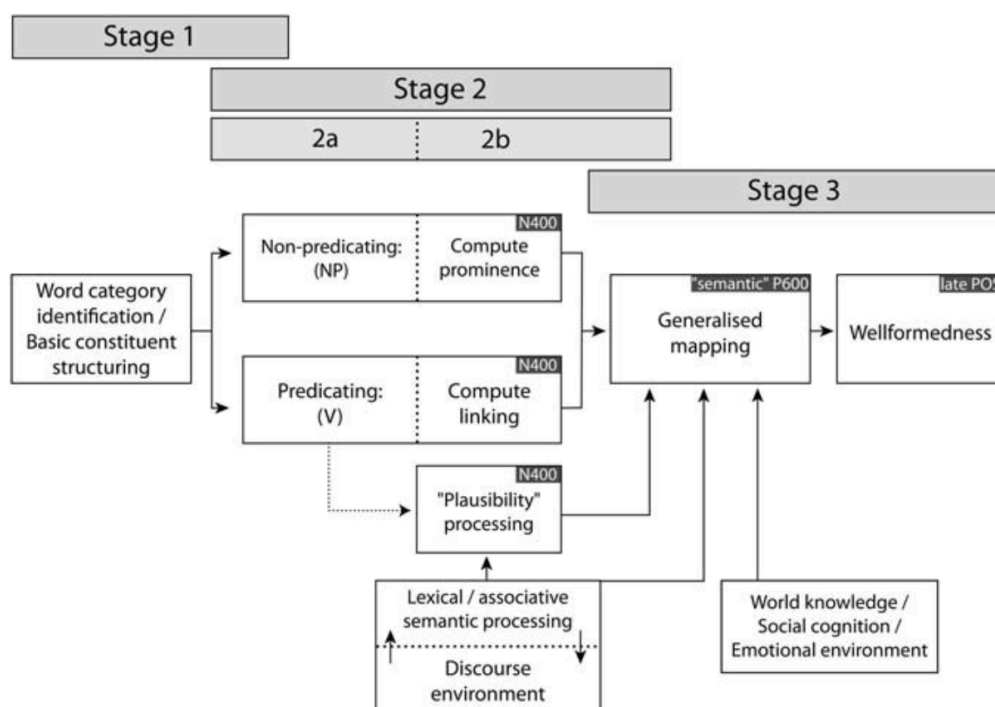 Stage 1
Stage 2
2a
2b
Stage 3
Non-predicating:
(NP)
N400
Compute
prominence
Word category
identification /
Basic constituent
structuring
"semantic" P600
Generalised
mapping
late POS
Wellformedness
Predicating:
(V)
N400
Compute
linking
N400
"Plausibility"
processing
Lexical / associative
semantic processing
Discourse
environment
World knowledge /
Social cognition /
Emotional environment